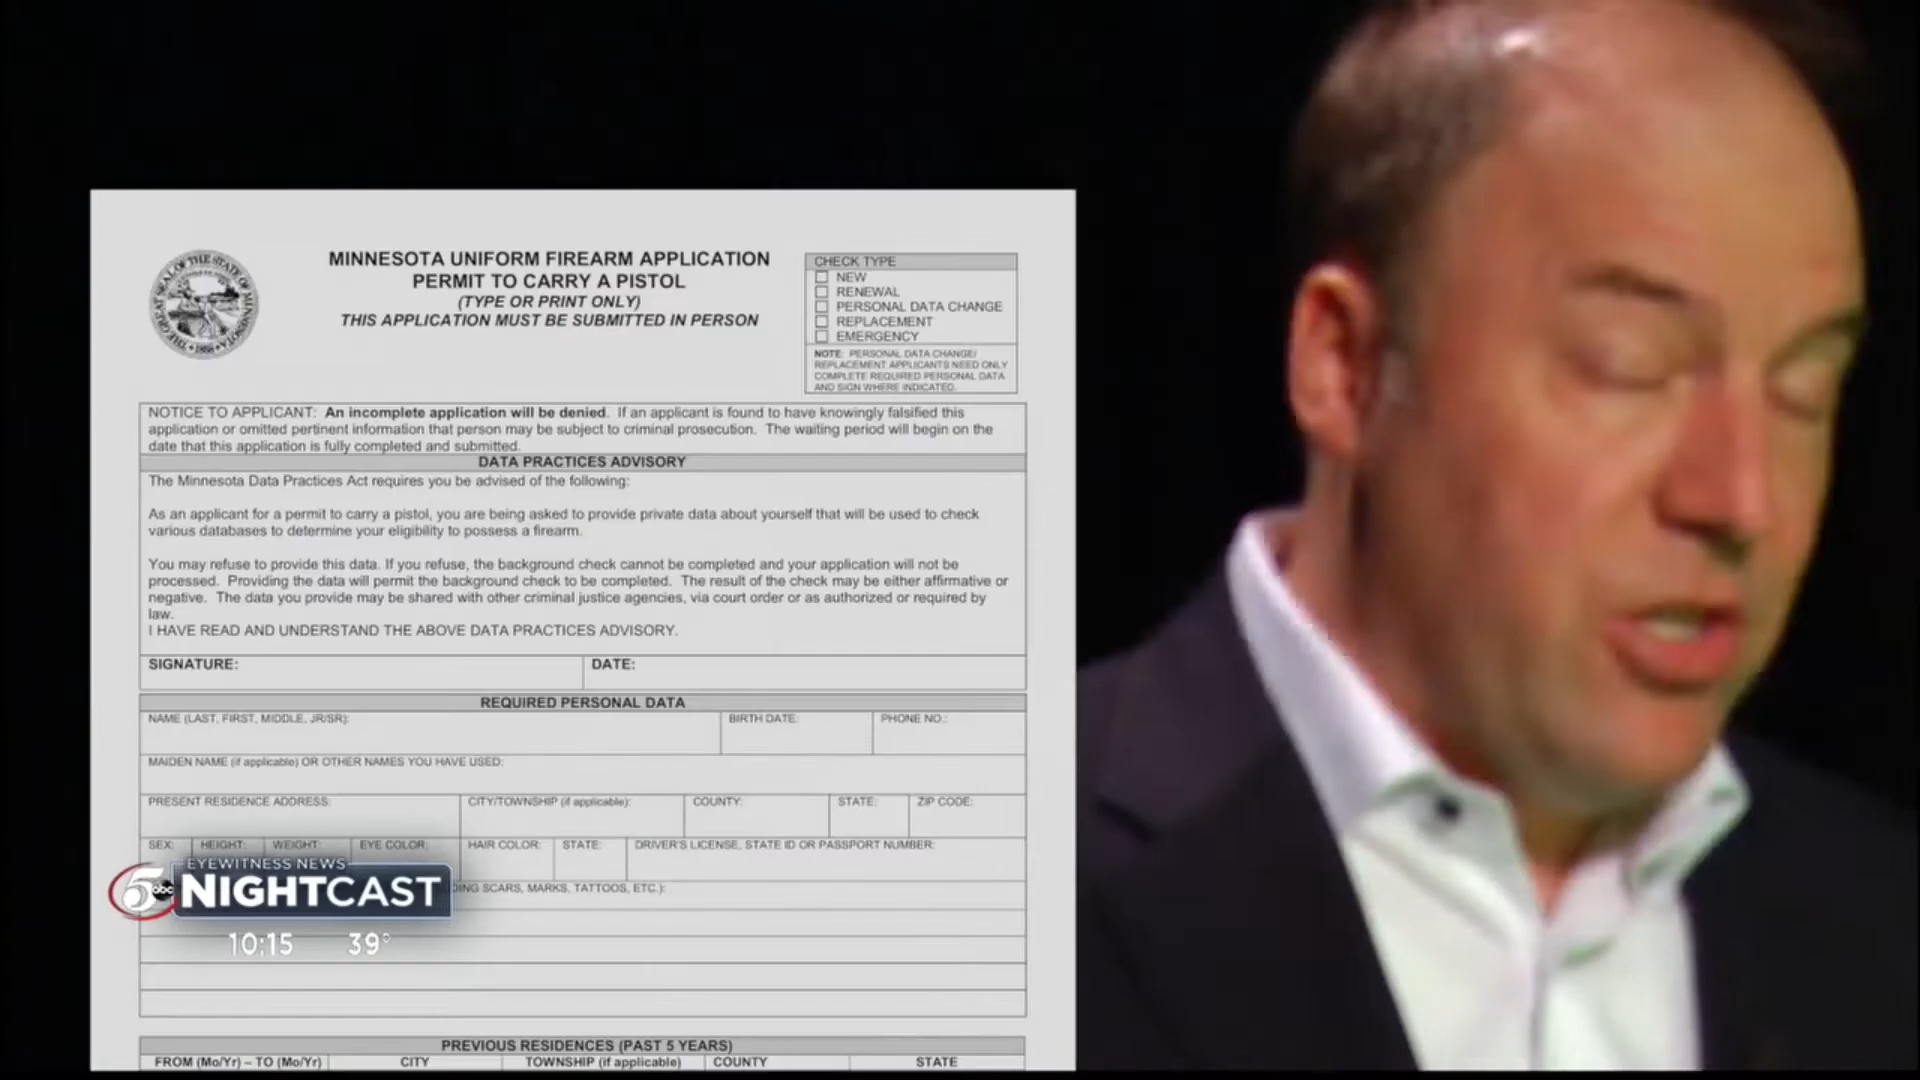 MINNESOTA UNIFORM FIREARM APPLICATION
PERMIT TO CARRY A PISTOL
(TYPE OR PRINT ONLY)
THIS APPLICATION MUST BE SUBMITTED IN PERSON
CHECK TYPE
NEW
RENEWAL
PERSONAL DATA CHANGE
REPLACEMENT
EMERGENCY
NOTE: PERSONAL DATA CHANGE/
REPLACEMENT APPLICANTS NEED ONLY
COMPLETE REQUIRED PERSONAL DATA
AND SIGN WHERE INDICATED.
THE GREAT SEAL OF THE STATE OF MINNESOTA
1858
NOTICE TO APPLICANT: An incomplete application will be denied. If an applicant is found to have knowingly falsified this
application or omitted pertinent information that person may be subject to criminal prosecution. The waiting period will begin on the
date that this application is fully completed and submitted.
DATA PRACTICES ADVISORY
The Minnesota Data Practices Act requires you be advised of the following:
As an applicant for a permit to carry a pistol, you are being asked to provide private data about yourself that will be used to check
various databases to determine your eligibility to possess a firearm.
You may refuse to provide this data. If you refuse, the background check cannot be completed and your application will not be
processed. Providing the data will permit the background check to be completed. The result of the check may be either affirmative or
negative. The data you provide may be shared with other criminal justice agencies, via court order or as authorized or required by
law.
I HAVE READ AND UNDERSTAND THE ABOVE DATA PRACTICES ADVISORY.
SIGNATURE: DATE:
REQUIRED PERSONAL DATA
NAME (LAST, FIRST, MIDDLE, JR/SR): BIRTH DATE: PHONE NO.:
MAIDEN NAME (if applicable) OR OTHER NAMES YOU HAVE USED:
PRESENT RESIDENCE ADDRESS: CITY/TOWNSHIP (if applicable): COUNTY: STATE: ZIP CODE:
SEX: HEIGHT: WEIGHT: EYE COLOR: HAIR COLOR: STATE: DRIVER'S LICENSE, STATE ID OR PASSPORT NUMBER:
SCARS, MARKS, TATTOOS, ETC.):
EYEWITNESS NEWS
5 abc NIGHTCAST
10:15 39°
PREVIOUS RESIDENCES (PAST 5 YEARS)
FROM (Mo/Yr) – TO (Mo/Yr) CITY TOWNSHIP (if applicable) COUNTY STATE